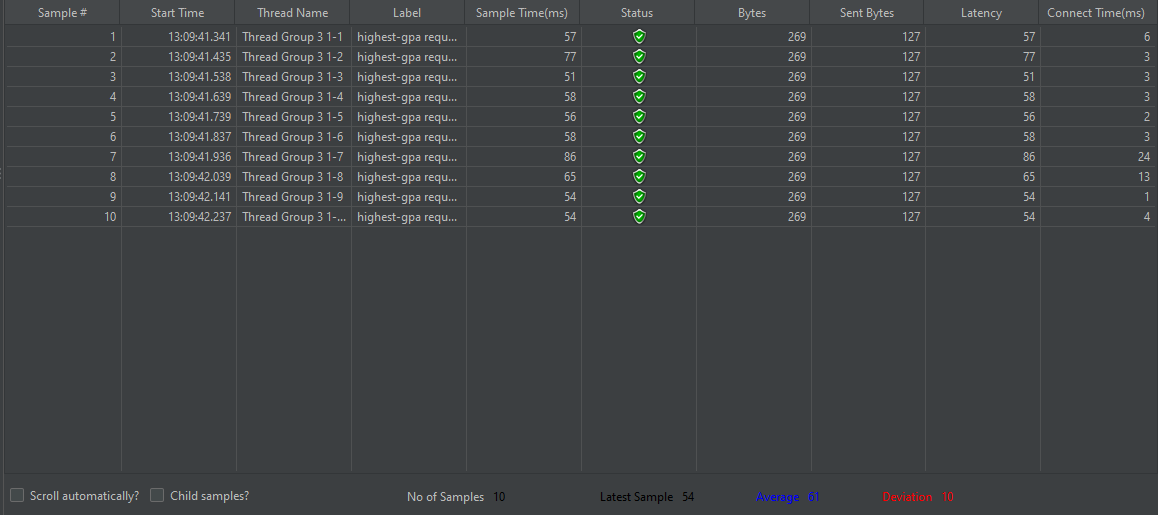 Sample # Start Time Thread Name Label Sample Time(ms) Status Bytes Sent Bytes Latency Connect Time(ms)
1 13:09:41.341 Thread Group 3 1-1 highest-gpa requ... 57 269 127 57 6
2 13:09:41.435 Thread Group 3 1-2 highest-gpa requ... 77 269 127 77 3
3 13:09:41.538 Thread Group 3 1-3 highest-gpa requ... 51 269 127 51 3
4 13:09:41.639 Thread Group 3 1-4 highest-gpa requ... 58 269 127 58 3
5 13:09:41.739 Thread Group 3 1-5 highest-gpa requ... 56 269 127 56 2
6 13:09:41.837 Thread Group 3 1-6 highest-gpa requ... 58 269 127 58 3
7 13:09:41.936 Thread Group 3 1-7 highest-gpa requ... 86 269 127 86 24
8 13:09:42.039 Thread Group 3 1-8 highest-gpa requ... 65 269 127 65 13
9 13:09:42.141 Thread Group 3 1-9 highest-gpa requ... 54 269 127 54 1
10 13:09:42.237 Thread Group 3 1-... highest-gpa requ... 54 269 127 54 4
Scroll automatically? Child samples? No of Samples 10 Latest Sample 54 Average 61 Deviation 10